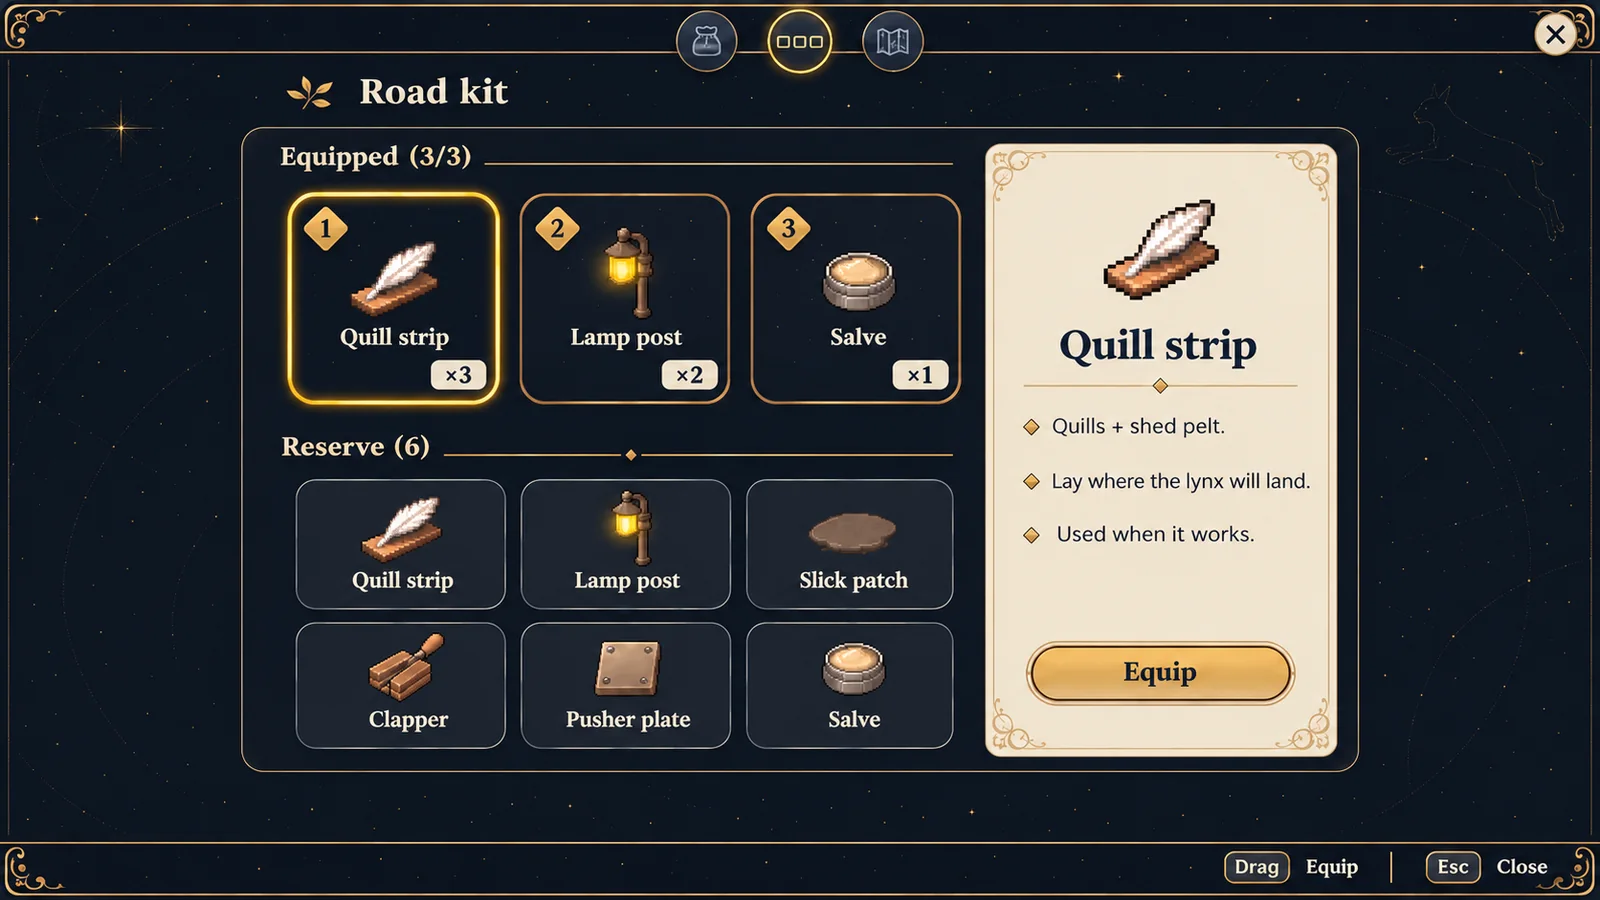 Road kit
Equipped (3/3)
1
Quill strip
×3
2
Lamp post
×2
3
Salve
×1
Reserve (6)
Quill strip
Lamp post
Slick patch
Clapper
Pusher plate
Salve
Quill strip
Quills + shed pelt.
Lay where the lynx will land.
Used when it works.
Equip
Drag Equip
Esc Close